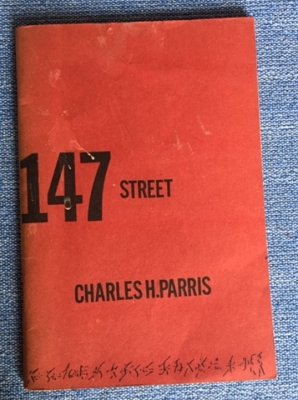 147 STREET
CHARLES H. PARRIS